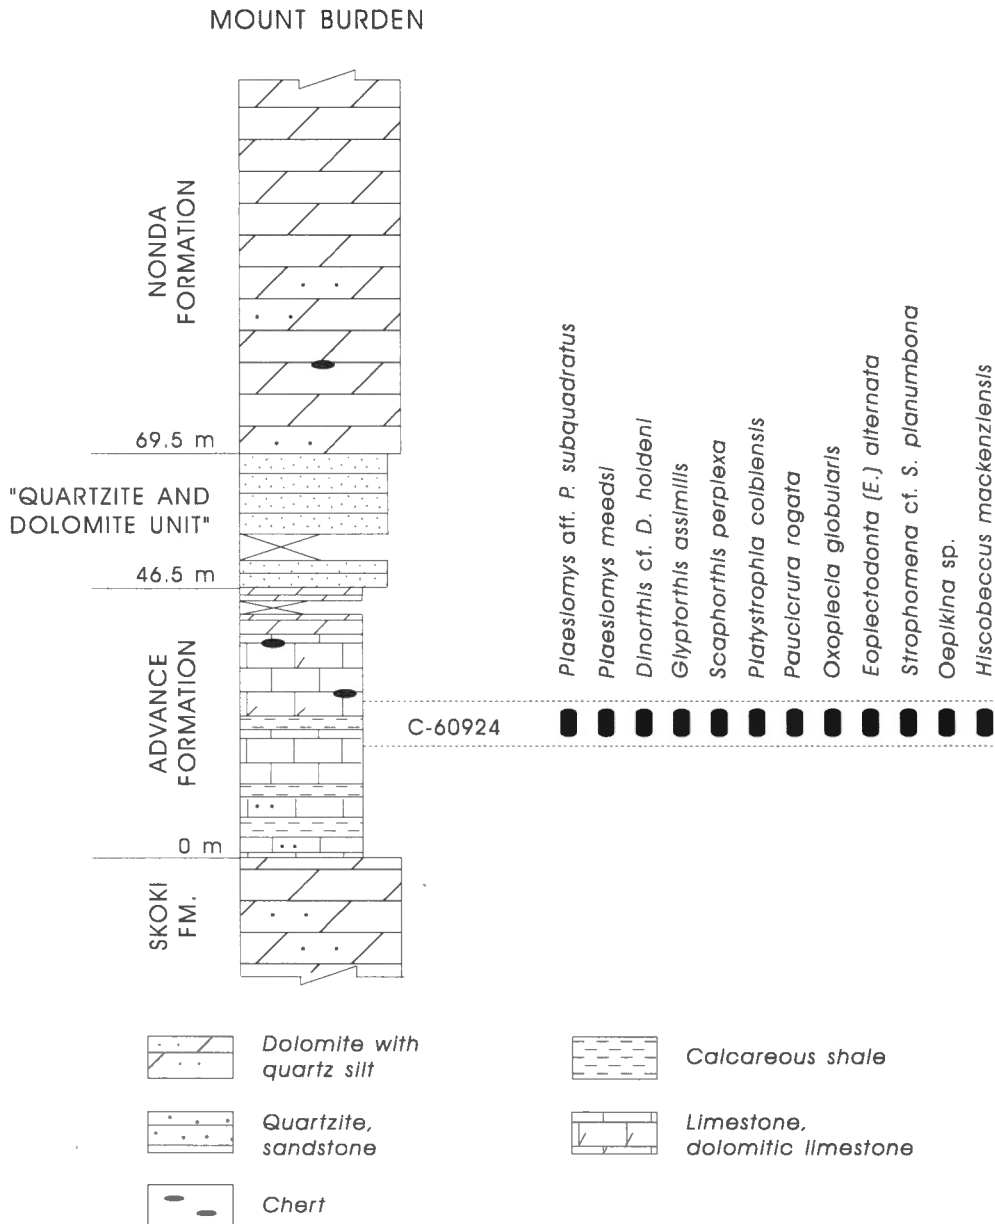 MOUNT BURDEN
NONDA
FORMATION
69.5 m
"QUARTZITE AND
DOLOMITE UNIT"
46.5 m
ADVANCE
FORMATION
0 m
SKOKI
FM.
C-60924
Plaesiomys aff. P. subquadratus
Plaesiomys meedsi
Dinorthis cf. D. holdeni
Glyptorthis assimilis
Scaphorthis perplexa
Platystrophia colbiensis
Paucicrura rogata
Oxoplecia globularis
Eoplectodonta (E.) alternata
Strophomena cf. S. planumbona
Oepikina sp.
Hiscobeccus mackenziensis
Dolomite with
quartz silt
Quartzite,
sandstone
Chert
Calcareous shale
Limestone,
dolomitic limestone